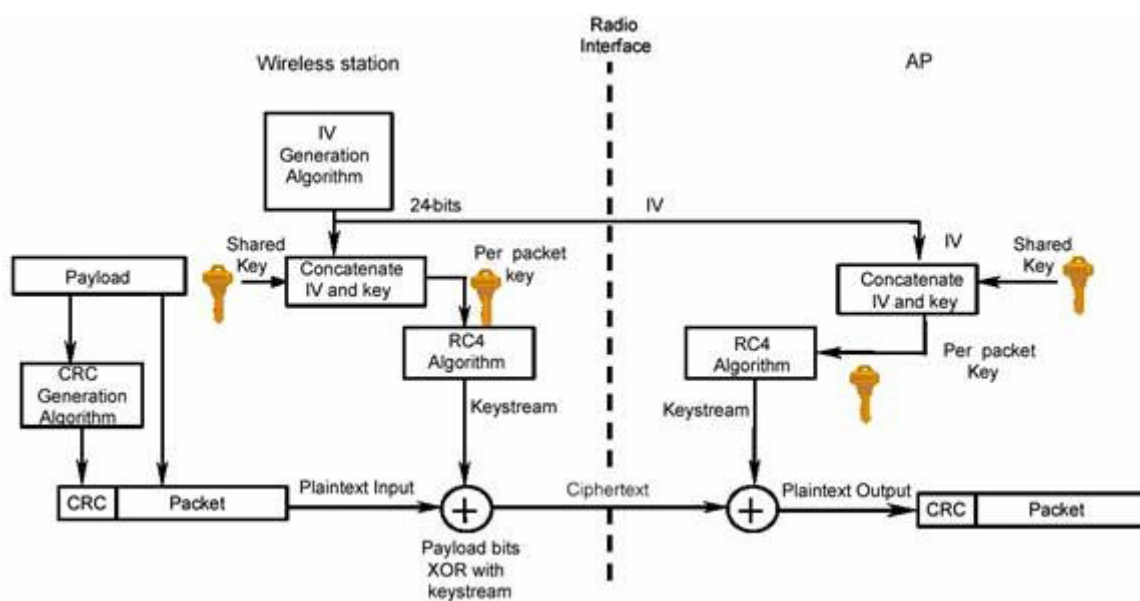 Radio
Interface
Wireless station
AP
IV
Generation
Algorithm
24-bits
IV
Shared
Key
Concatenate
IV and key
Per packet
key
IV
Shared
Key
Concatenate
IV and key
Payload
RC4
Algorithm
RC4
Algorithm
Per packet
Key
CRC
Generation
Algorithm
Keystream
Keystream
CRC
Packet
Plaintext Input
Ciphertext
Plaintext Output
CRC
Packet
Payload bits
XOR with
keystream